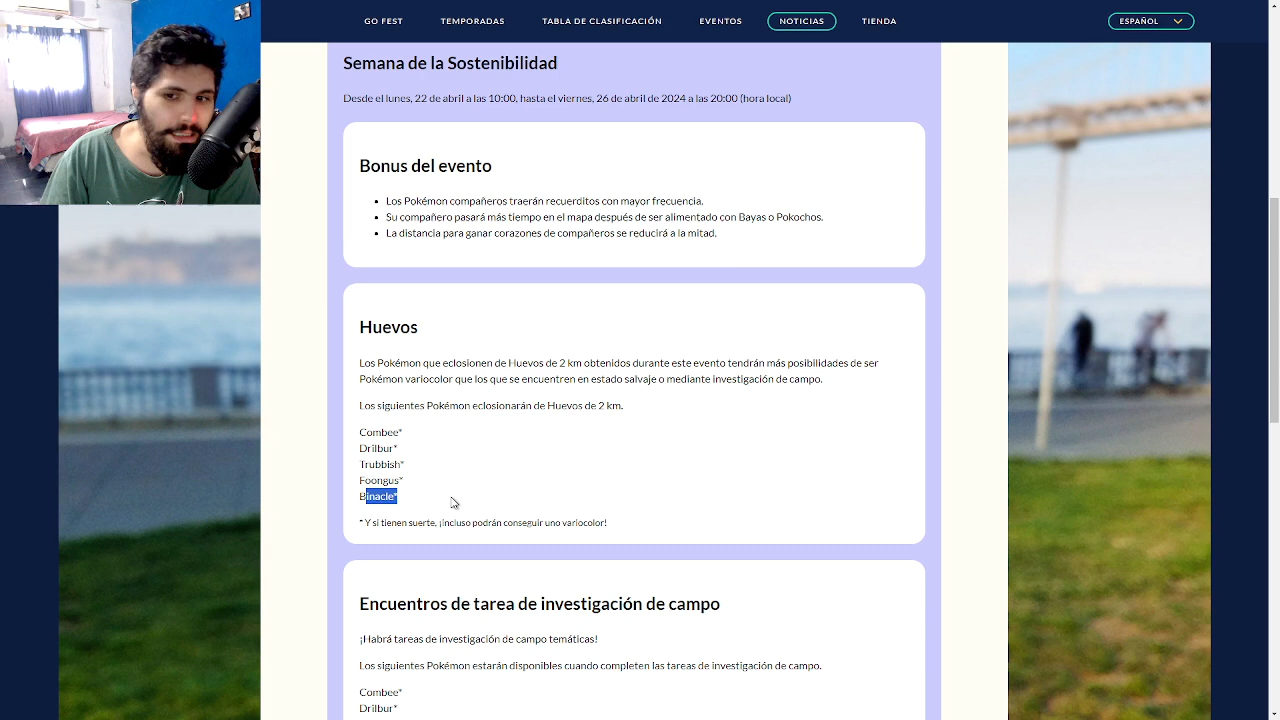 GO FEST
TEMPORADAS
TABLA DE CLASIFICACIÓN
EVENTOS
NOTICIAS
TIENDA
ESPAÑOL
Semana de la Sostenibilidad
Desde el lunes, 22 de abril a las 10:00, hasta el viernes, 26 de abril de 2024 a las 20:00 (hora local)
Bonus del evento
• Los Pokémon compañeros traerán recuerditos con mayor frecuencia.
• Su compañero pasará más tiempo en el mapa después de ser alimentado con Bayas o Pokochos.
• La distancia para ganar corazones de compañeros se reducirá a la mitad.
Huevos
Los Pokémon que eclosionen de Huevos de 2 km obtenidos durante este evento tendrán más posibilidades de ser
Pokémon variocolor que los que se encuentren en estado salvaje o mediante investigación de campo.
Los siguientes Pokémon eclosionarán de Huevos de 2 km.
Combee*
Drilbur*
Trubbish*
Foongus*
Binacle*
* Y si tienen suerte, ¡incluso podrán conseguir uno variocolor!
Encuentros de tarea de investigación de campo
¡Habrá tareas de investigación de campo temáticas!
Los siguientes Pokémon estarán disponibles cuando completen las tareas de investigación de campo.
Combee*
Drilbur*